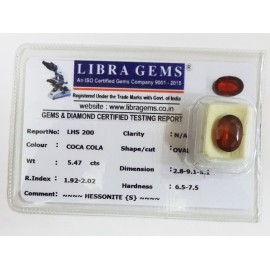 LIBRA GEMS®
An ISO Certified Gems Company 9001 - 2015
Registered Under the Trade Marks with Govt. of India
website : www.libragems.co.in
GEMS & DIAMOND CERTIFIED TESTING REPORT
ReportNo: LHS 200 Clarity N/A
Colour COCA COLA Shape/cut OVAL
Wt 5.47 cts Dimension
R.Index 1.92-2.02 Hardness 6.5-7.5
Comment ~~~~ HESSONITE {S} ~~~~